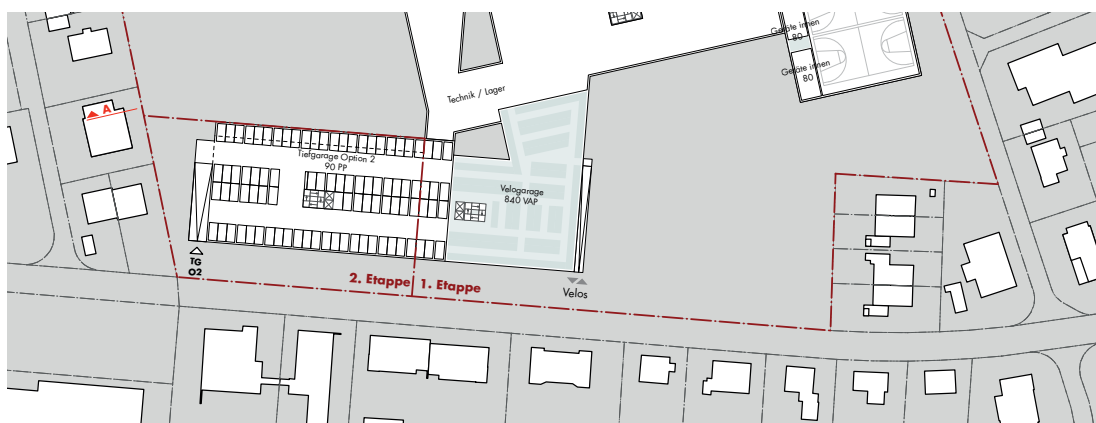 Geräte innen
80
Geräte innen
80
Technik / Lager
A
Tiefgarage Option 2
90 PP
Velogarage
840 VAP
TG
O2
2. Etappe
1. Etappe
Velos